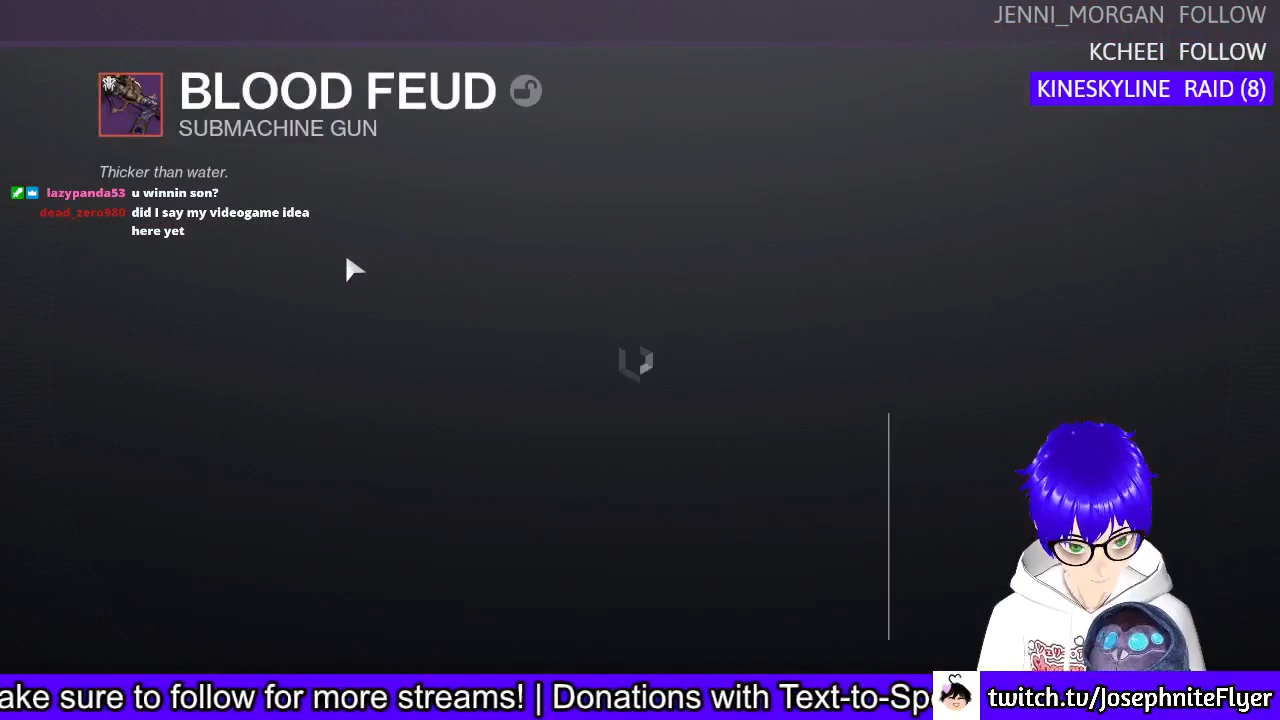 JENNI_MORGAN FOLLOW
KCHEEI FOLLOW
KINESKYLINE RAID (8)
BLOOD FEUD
SUBMACHINE GUN
Thicker than water.
lazypanda53 u winnin son?
dead_zero980 did I say my videogame idea
here yet
ake sure to follow for more streams! | Donations with Text-to-Spe
twitch.tv/JosephniteFlyer